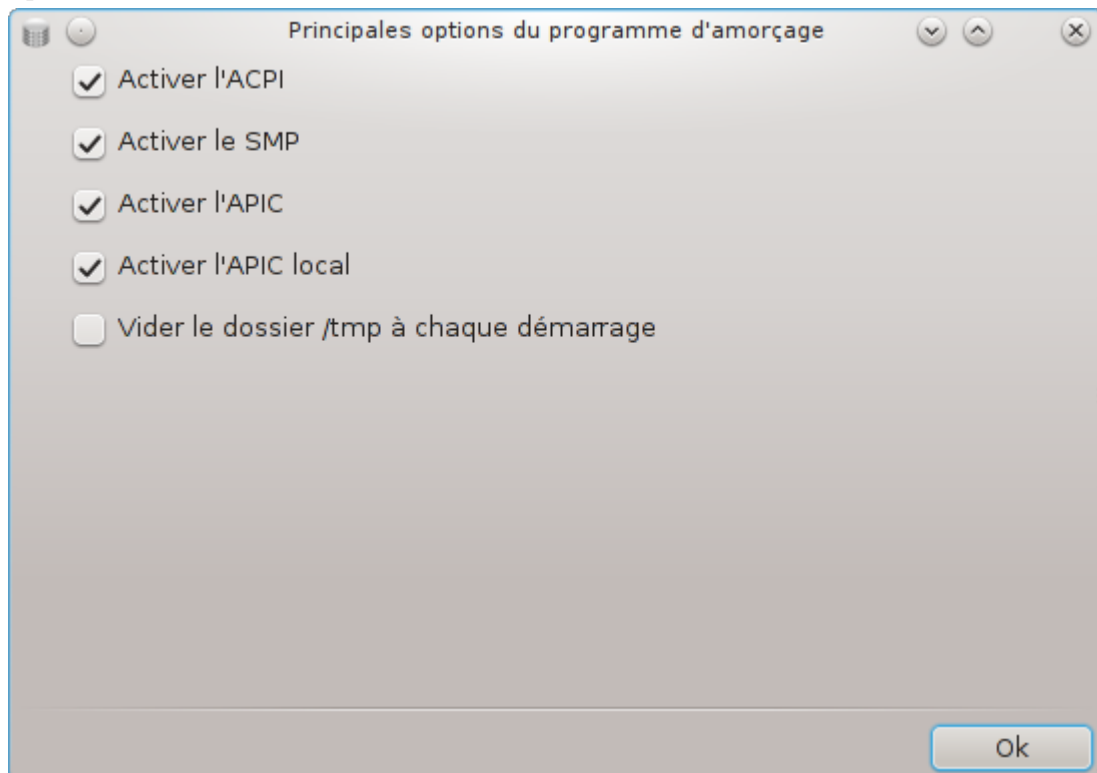 Principales options du programme d'amorçage
Activer l'ACPI
Activer le SMP
Activer l'APIC
Activer l'APIC local
Vider le dossier /tmp à chaque démarrage
Ok